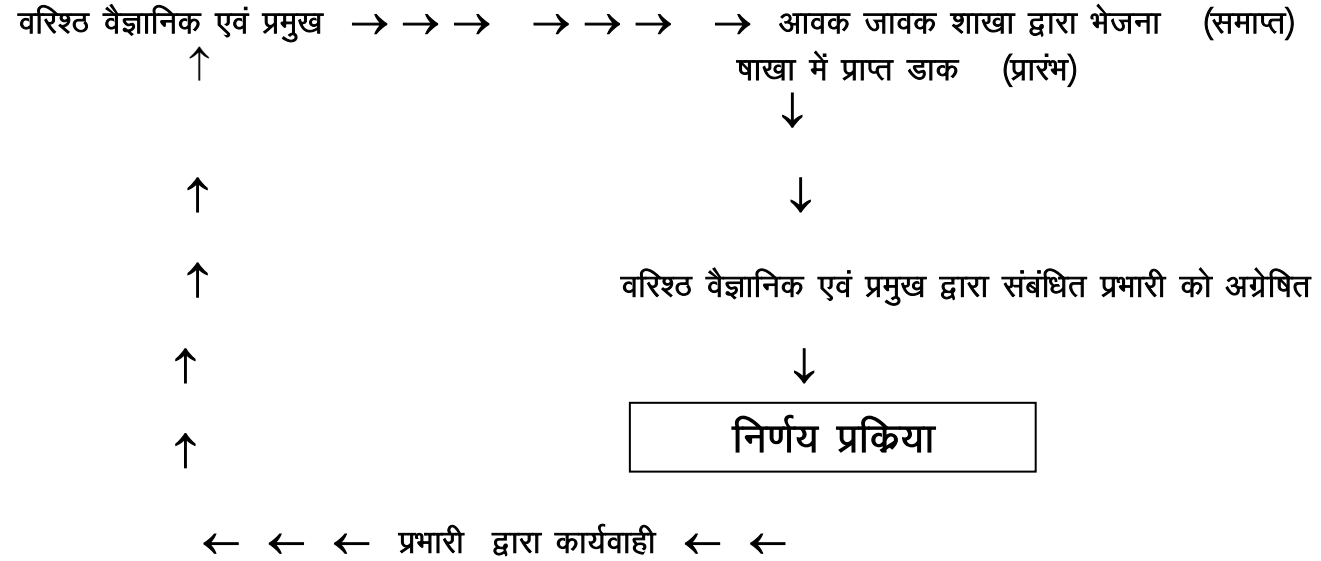 वरिश्ठ वैज्ञानिक एवं प्रमुख → → → → → → → आवक जावक शाखा द्वारा भेजना (समाप्त)
↑ षाखा में प्राप्त डाक (प्रारंभ)
↓
↑ ↓
↑ वरिश्ठ वैज्ञानिक एवं प्रमुख द्वारा संबंधित प्रभारी को अग्रेषित
↑ ↓
↑ निर्णय प्रक्रिया
← ← ← प्रभारी द्वारा कार्यवाही ← ←